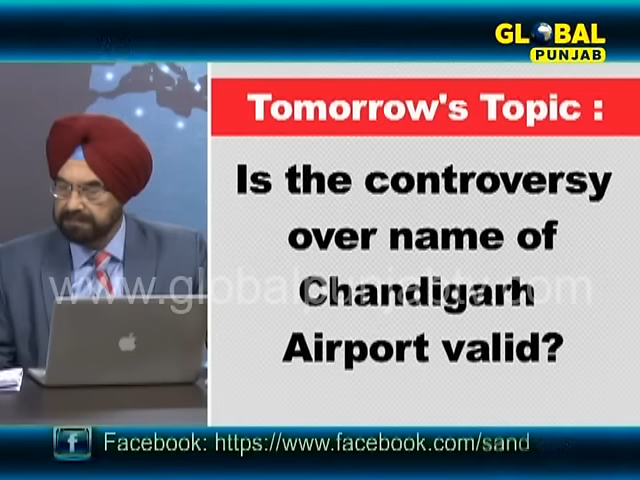 GLOBAL
PUNJAB
Tomorrow's Topic :
Is the controversy
over name of
Chandigarh
Airport valid?
www.globalpunjabtv.com
Facebook: https://www.facebook.com/sand